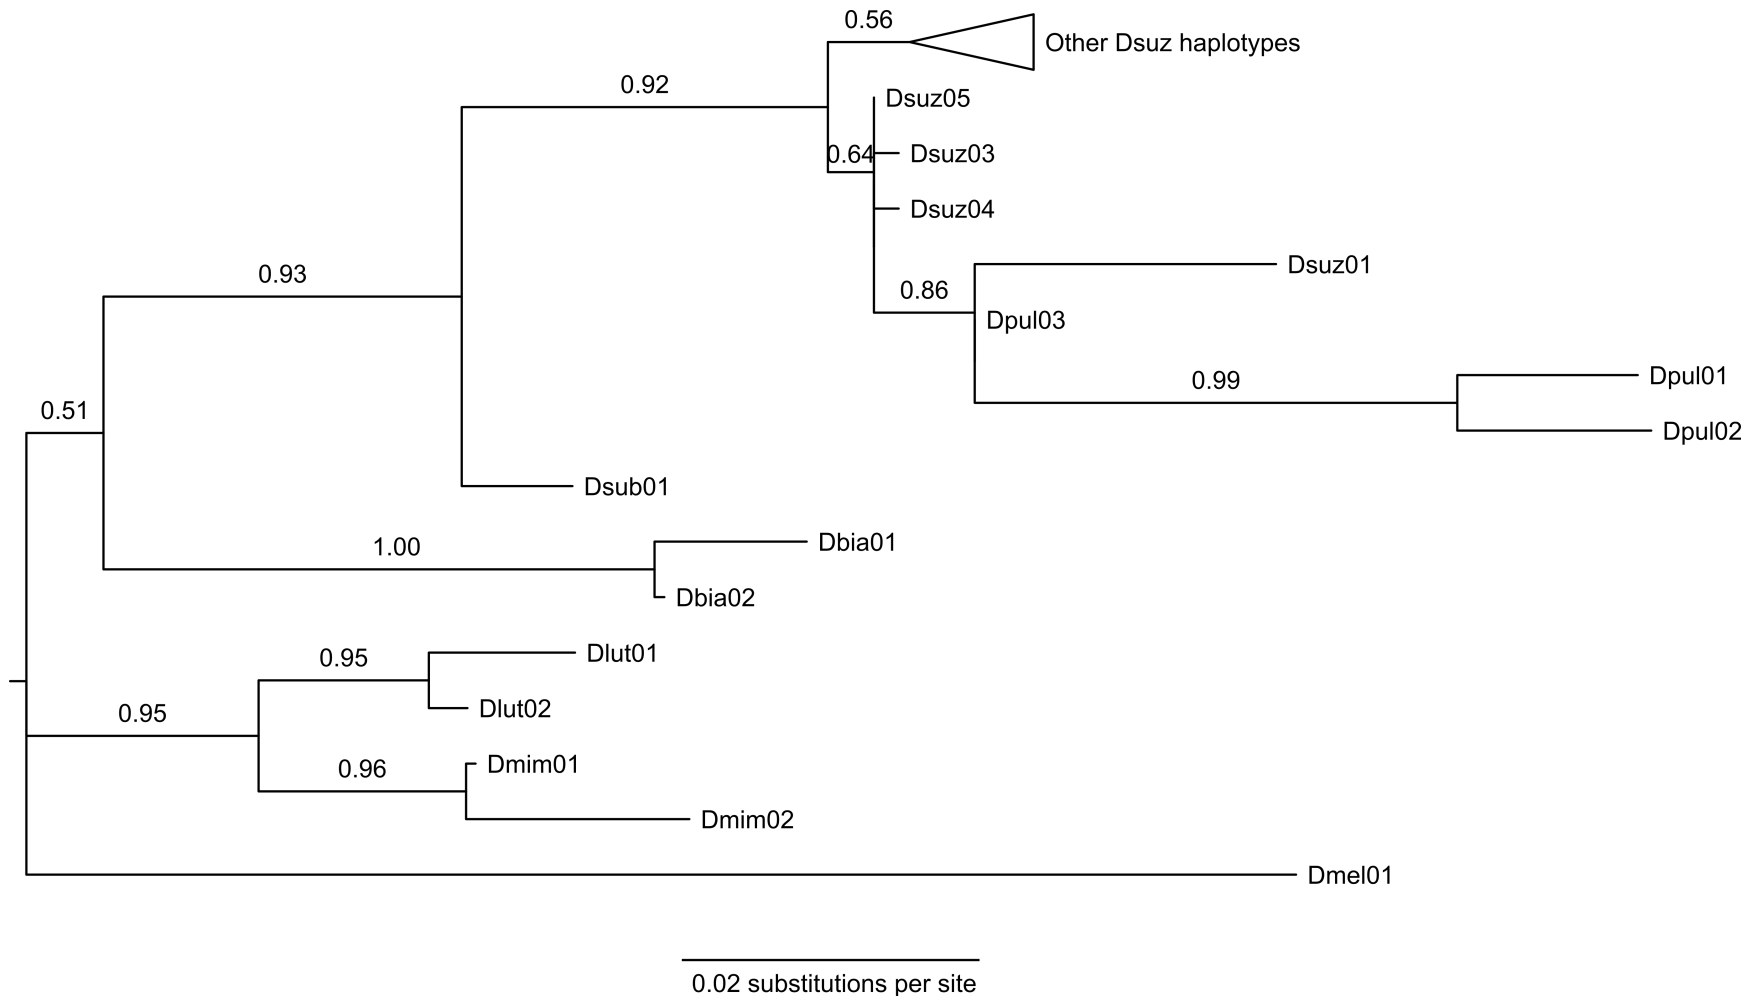 0.56
Other Dsuz haplotypes
0.92
Dsuz05
0.64
Dsuz03
Dsuz04
0.93
Dsuz01
0.86
Dpul03
0.99
Dpul01
0.51
Dpul02
Dsub01
1.00
Dbia01
Dbia02
0.95
Dlut01
0.95
Dlut02
0.96
Dmim01
Dmim02
Dmel01
0.02 substitutions per site